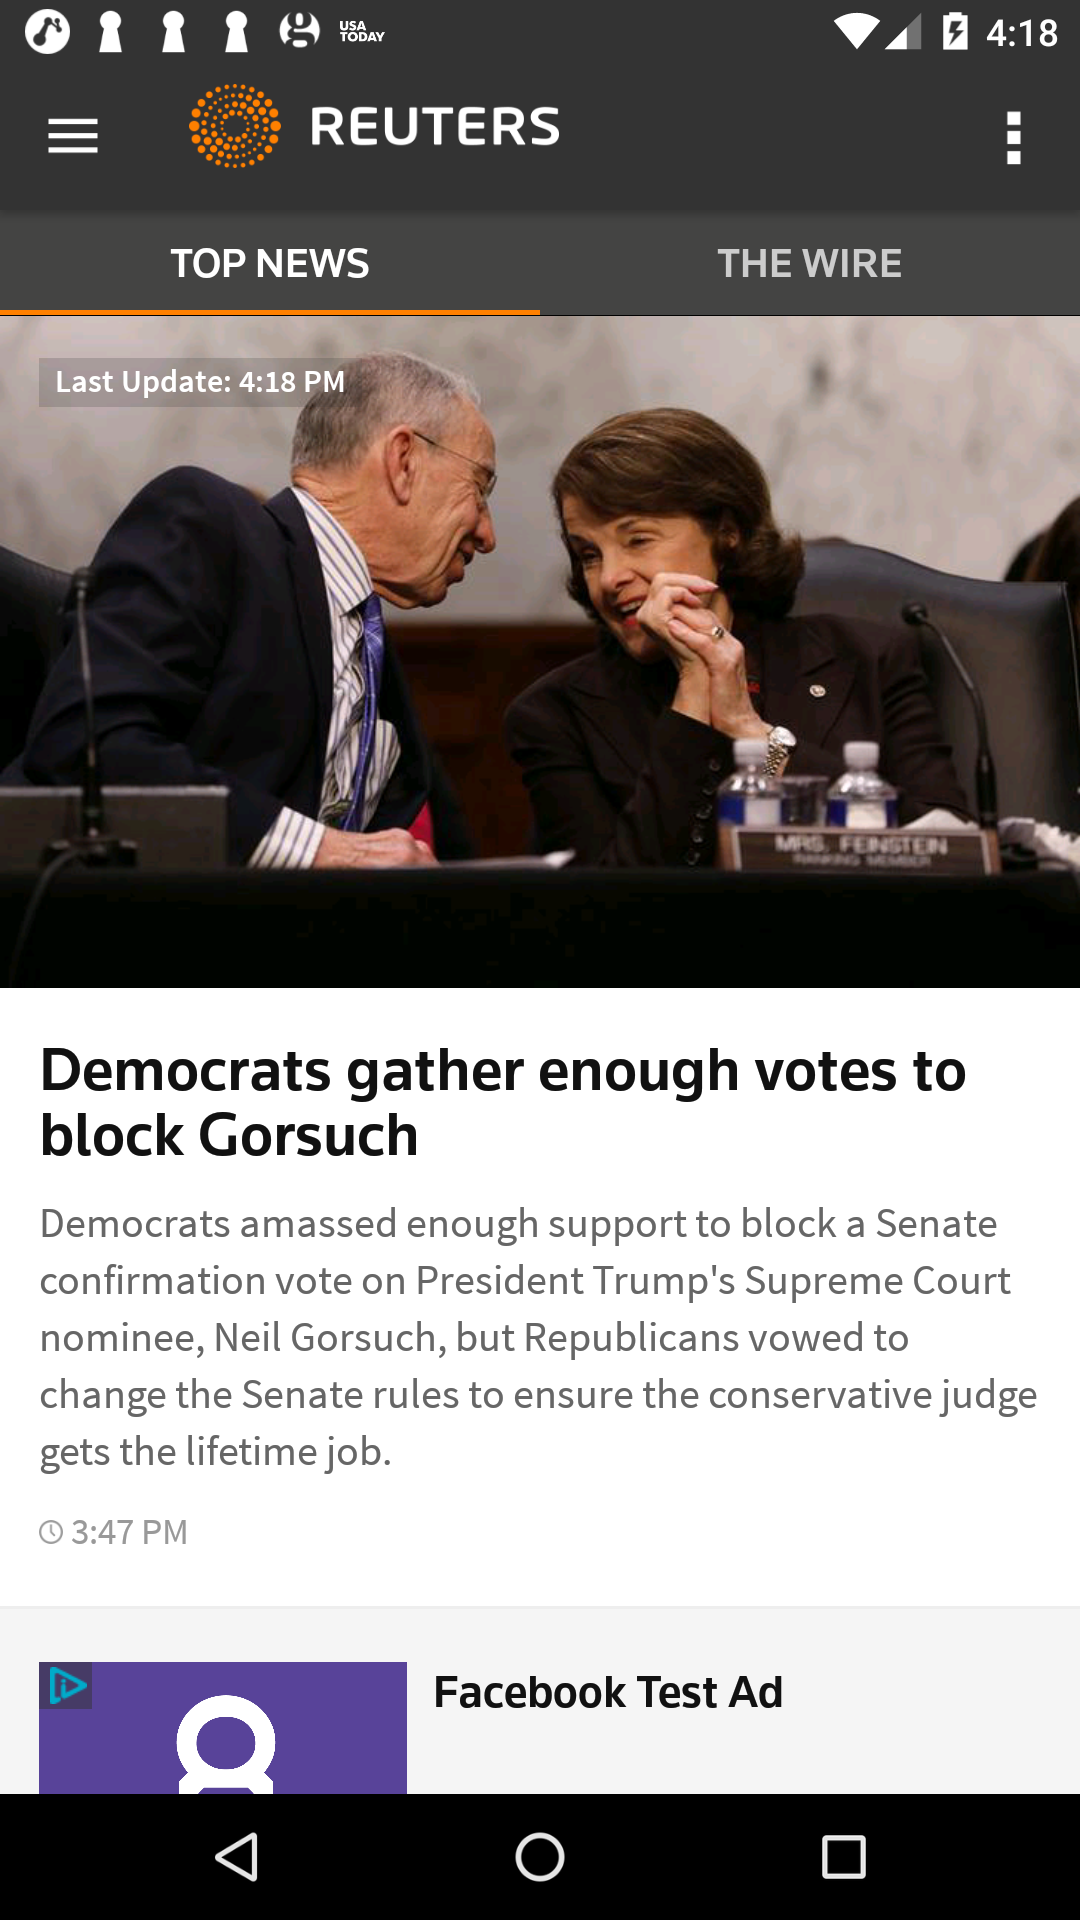 USA
TODAY
4:18
REUTERS
TOP NEWS
THE WIRE
Last Update: 4:18 PM
MRS. FEINSTEIN
RANKING MEMBER
Democrats gather enough votes to
block Gorsuch
Democrats amassed enough support to block a Senate
confirmation vote on President Trump's Supreme Court
nominee, Neil Gorsuch, but Republicans vowed to
change the Senate rules to ensure the conservative judge
gets the lifetime job.
3:47 PM
Facebook Test Ad